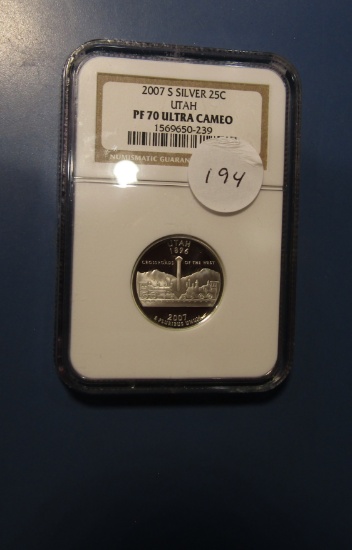 2007 S SILVER 25C
UTAH
PF 70 ULTRA CAMEO
1569650-239
NUMISMATIC GUARAN
194
UTAH
1896
CROSSROADS OF THE WEST
2007
E PLURIBUS UNUM